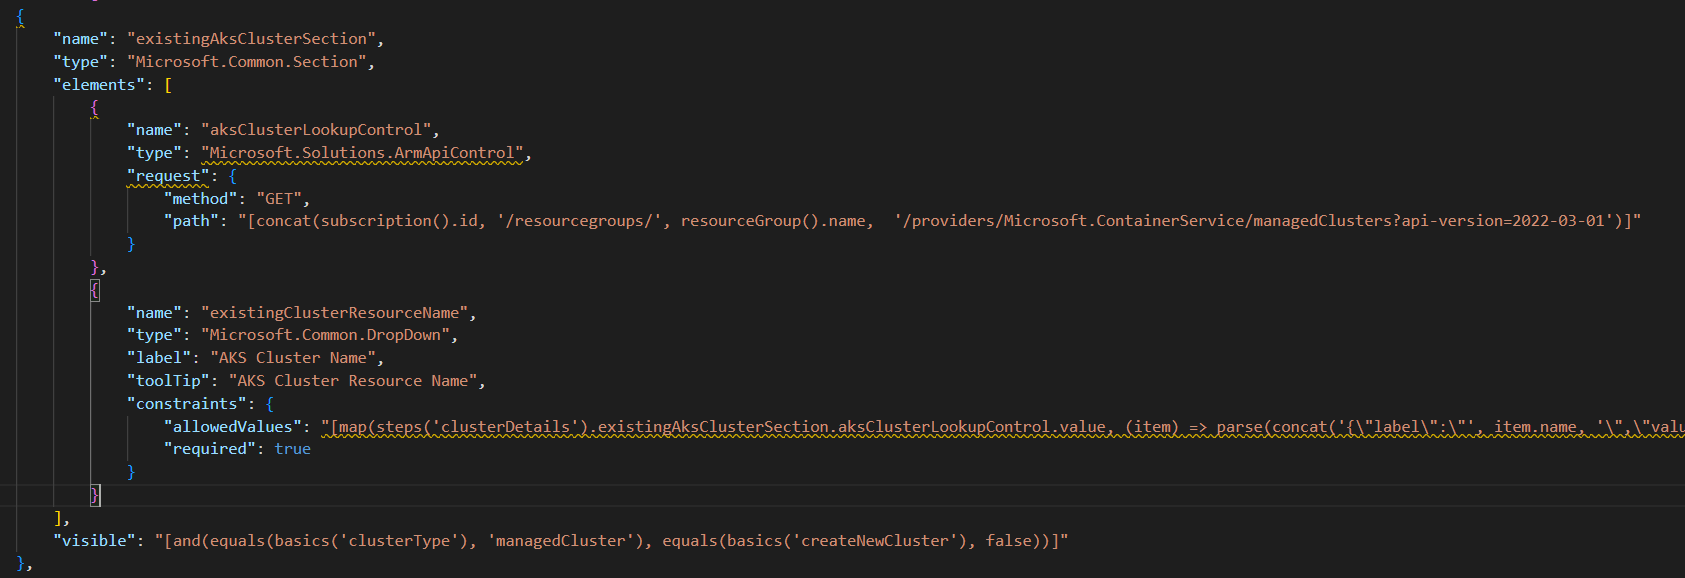 {
"name": "existingAksClusterSection",
"type": "Microsoft.Common.Section",
"elements": [
{
"name": "aksClusterLookupControl",
"type": "Microsoft.Solutions.ArmApiControl",
"request": {
"method": "GET",
"path": "[concat(subscription().id, '/resourcegroups/', resourceGroup().name,  '/providers/Microsoft.ContainerService/managedClusters?api-version=2022-03-01')]"
}
},
{
"name": "existingClusterResourceName",
"type": "Microsoft.Common.DropDown",
"label": "AKS Cluster Name",
"toolTip": "AKS Cluster Resource Name",
"constraints": {
"allowedValues": "[map(steps('clusterDetails').existingAksClusterSection.aksClusterLookupControl.value, (item) => parse(concat('{\"label\":\"', item.name, '\",\"valu
"required": true
}
}
],
"visible": "[and(equals(basics('clusterType'), 'managedCluster'), equals(basics('createNewCluster'), false))]"
},